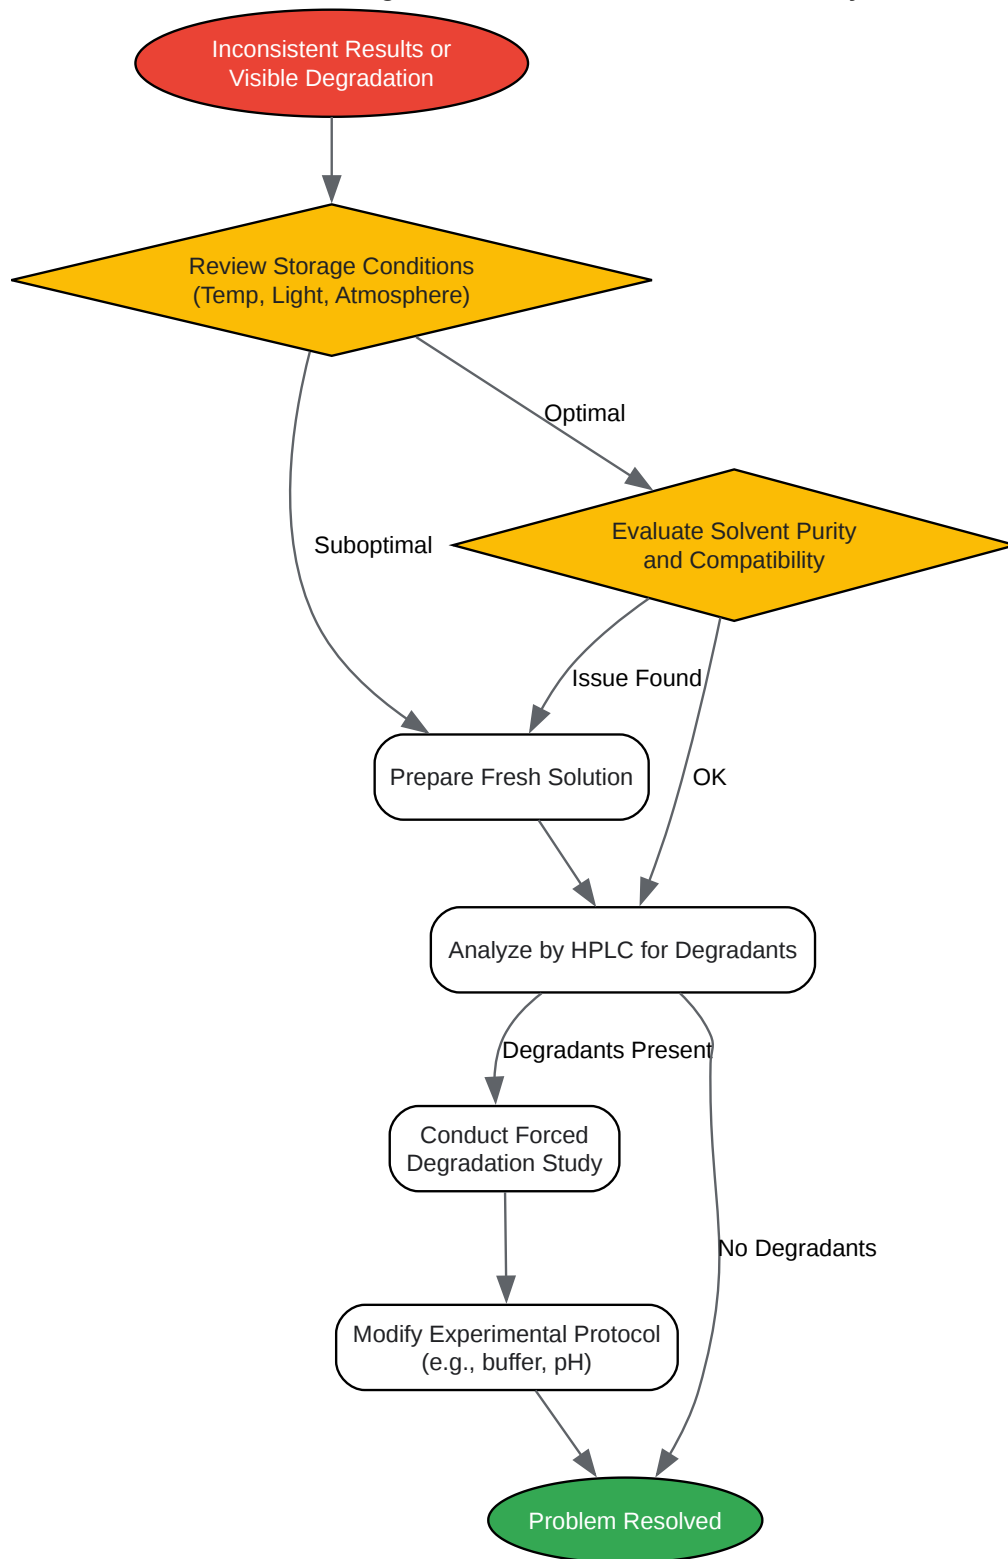 Inconsistent Results or
Visible Degradation
Review Storage Conditions
(Temp, Light, Atmosphere)
Optimal
Evaluate Solvent Purity
and Compatibility
Suboptimal
Issue Found
Prepare Fresh Solution
OK
Analyze by HPLC for Degradants
Degradants Present
Conduct Forced
Degradation Study
No Degradants
Modify Experimental Protocol
(e.g., buffer, pH)
Problem Resolved